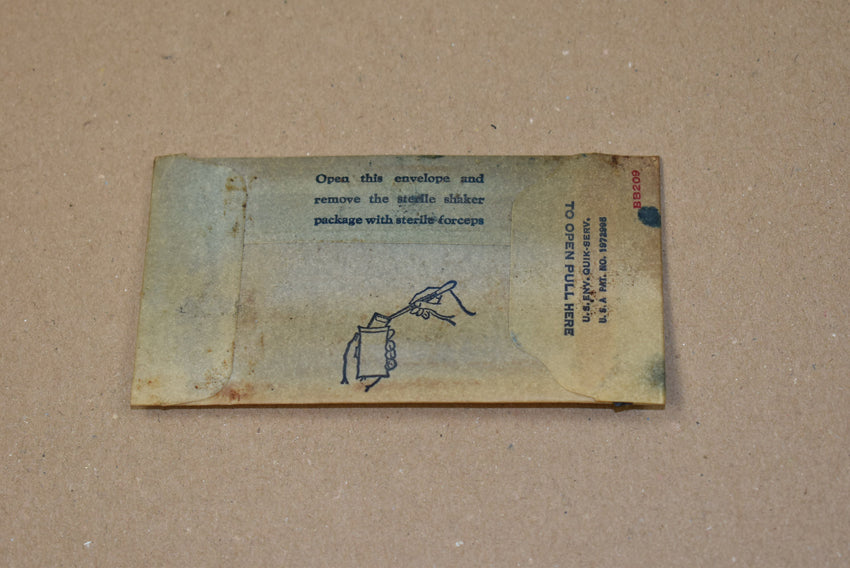 Open this envelope and
remove the sterile shaker
package with sterile forceps
TO OPEN PULL HERE
U.S. ENV. QUIK-SERV.
U.S.A PAT. NO. 1972998
BB209